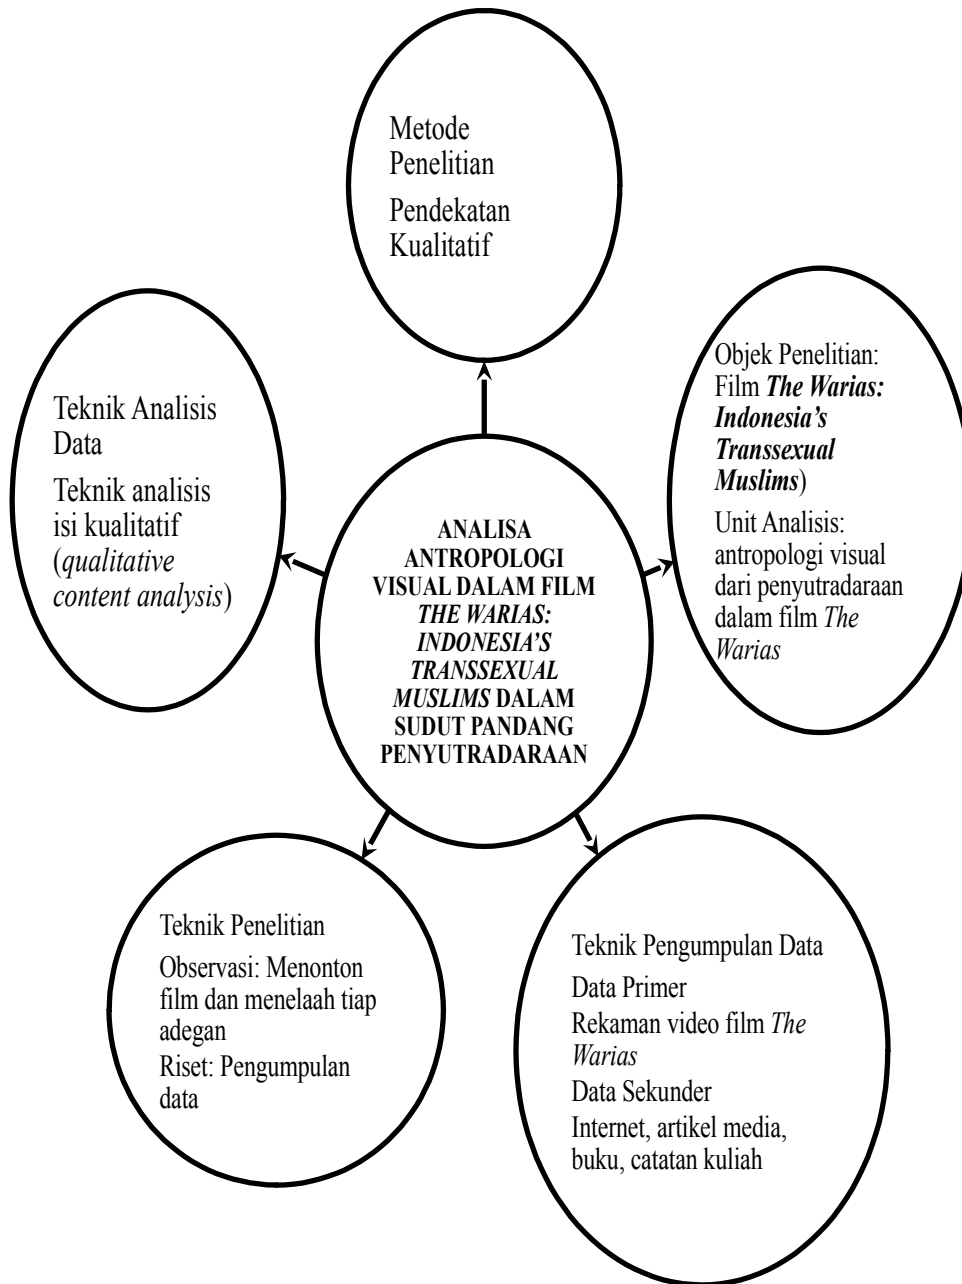 Metode
Penelitian
Pendekatan
Kualitatif
Objek Penelitian:
Film The Warias:
Indonesia’s
Transsexual
Muslims)
Unit Analisis:
antropologi visual
dari penyutradaraan
dalam film The
Warias
Teknik Analisis
Data
Teknik analisis
isi kualitatif
(qualitative
content analysis)
ANALISA
ANTROPOLOGI
VISUAL DALAM FILM
THE WARIAS:
INDONESIA’S
TRANSSEXUAL
MUSLIMS DALAM
SUDUT PANDANG
PENYUTRADARAAN
Teknik Penelitian
Observasi: Menonton
film dan menelaah tiap
adegan
Riset: Pengumpulan
data
Teknik Pengumpulan Data
Data Primer
Rekaman video film The
Warias
Data Sekunder
Internet, artikel media,
buku, catatan kuliah